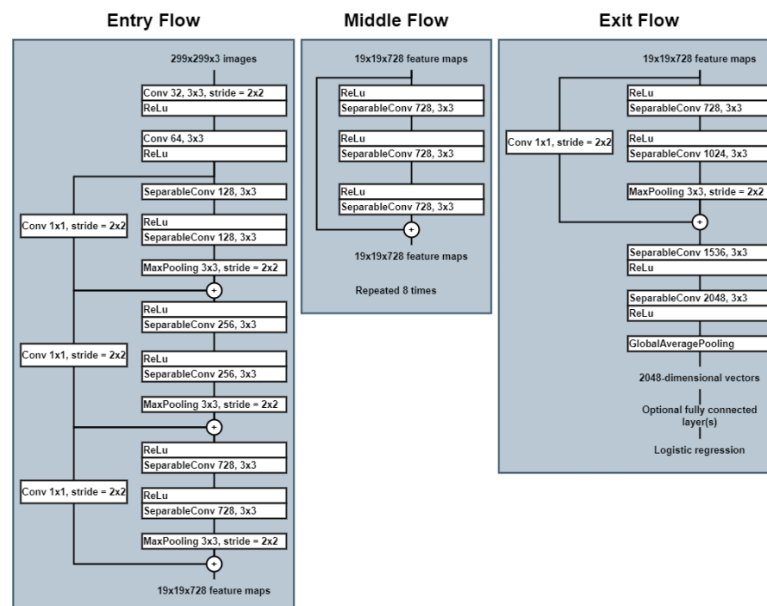 Entry Flow
299x299x3 images
Conv 32, 3x3, stride = 2x2
ReLu
Conv 64, 3x3
ReLu
SeparableConv 128, 3x3
Conv 1x1, stride = 2x2
ReLu
SeparableConv 128, 3x3
MaxPooling 3x3, stride = 2x2
+
ReLu
SeparableConv 256, 3x3
Conv 1x1, stride = 2x2
ReLu
SeparableConv 256, 3x3
MaxPooling 3x3, stride = 2x2
+
ReLu
SeparableConv 728, 3x3
Conv 1x1, stride = 2x2
ReLu
SeparableConv 728, 3x3
MaxPooling 3x3, stride = 2x2
+
19x19x728 feature maps
Middle Flow
19x19x728 feature maps
ReLu
SeparableConv 728, 3x3
ReLu
SeparableConv 728, 3x3
ReLu
SeparableConv 728, 3x3
+
19x19x728 feature maps
Repeated 8 times
Exit Flow
19x19x728 feature maps
ReLu
SeparableConv 728, 3x3
Conv 1x1, stride = 2x2
ReLu
SeparableConv 1024, 3x3
MaxPooling 3x3, stride = 2x2
+
SeparableConv 1536, 3x3
ReLu
SeparableConv 2048, 3x3
ReLu
GlobalAveragePooling
2048-dimensional vectors
Optional fully connected
layer(s)
Logistic regression